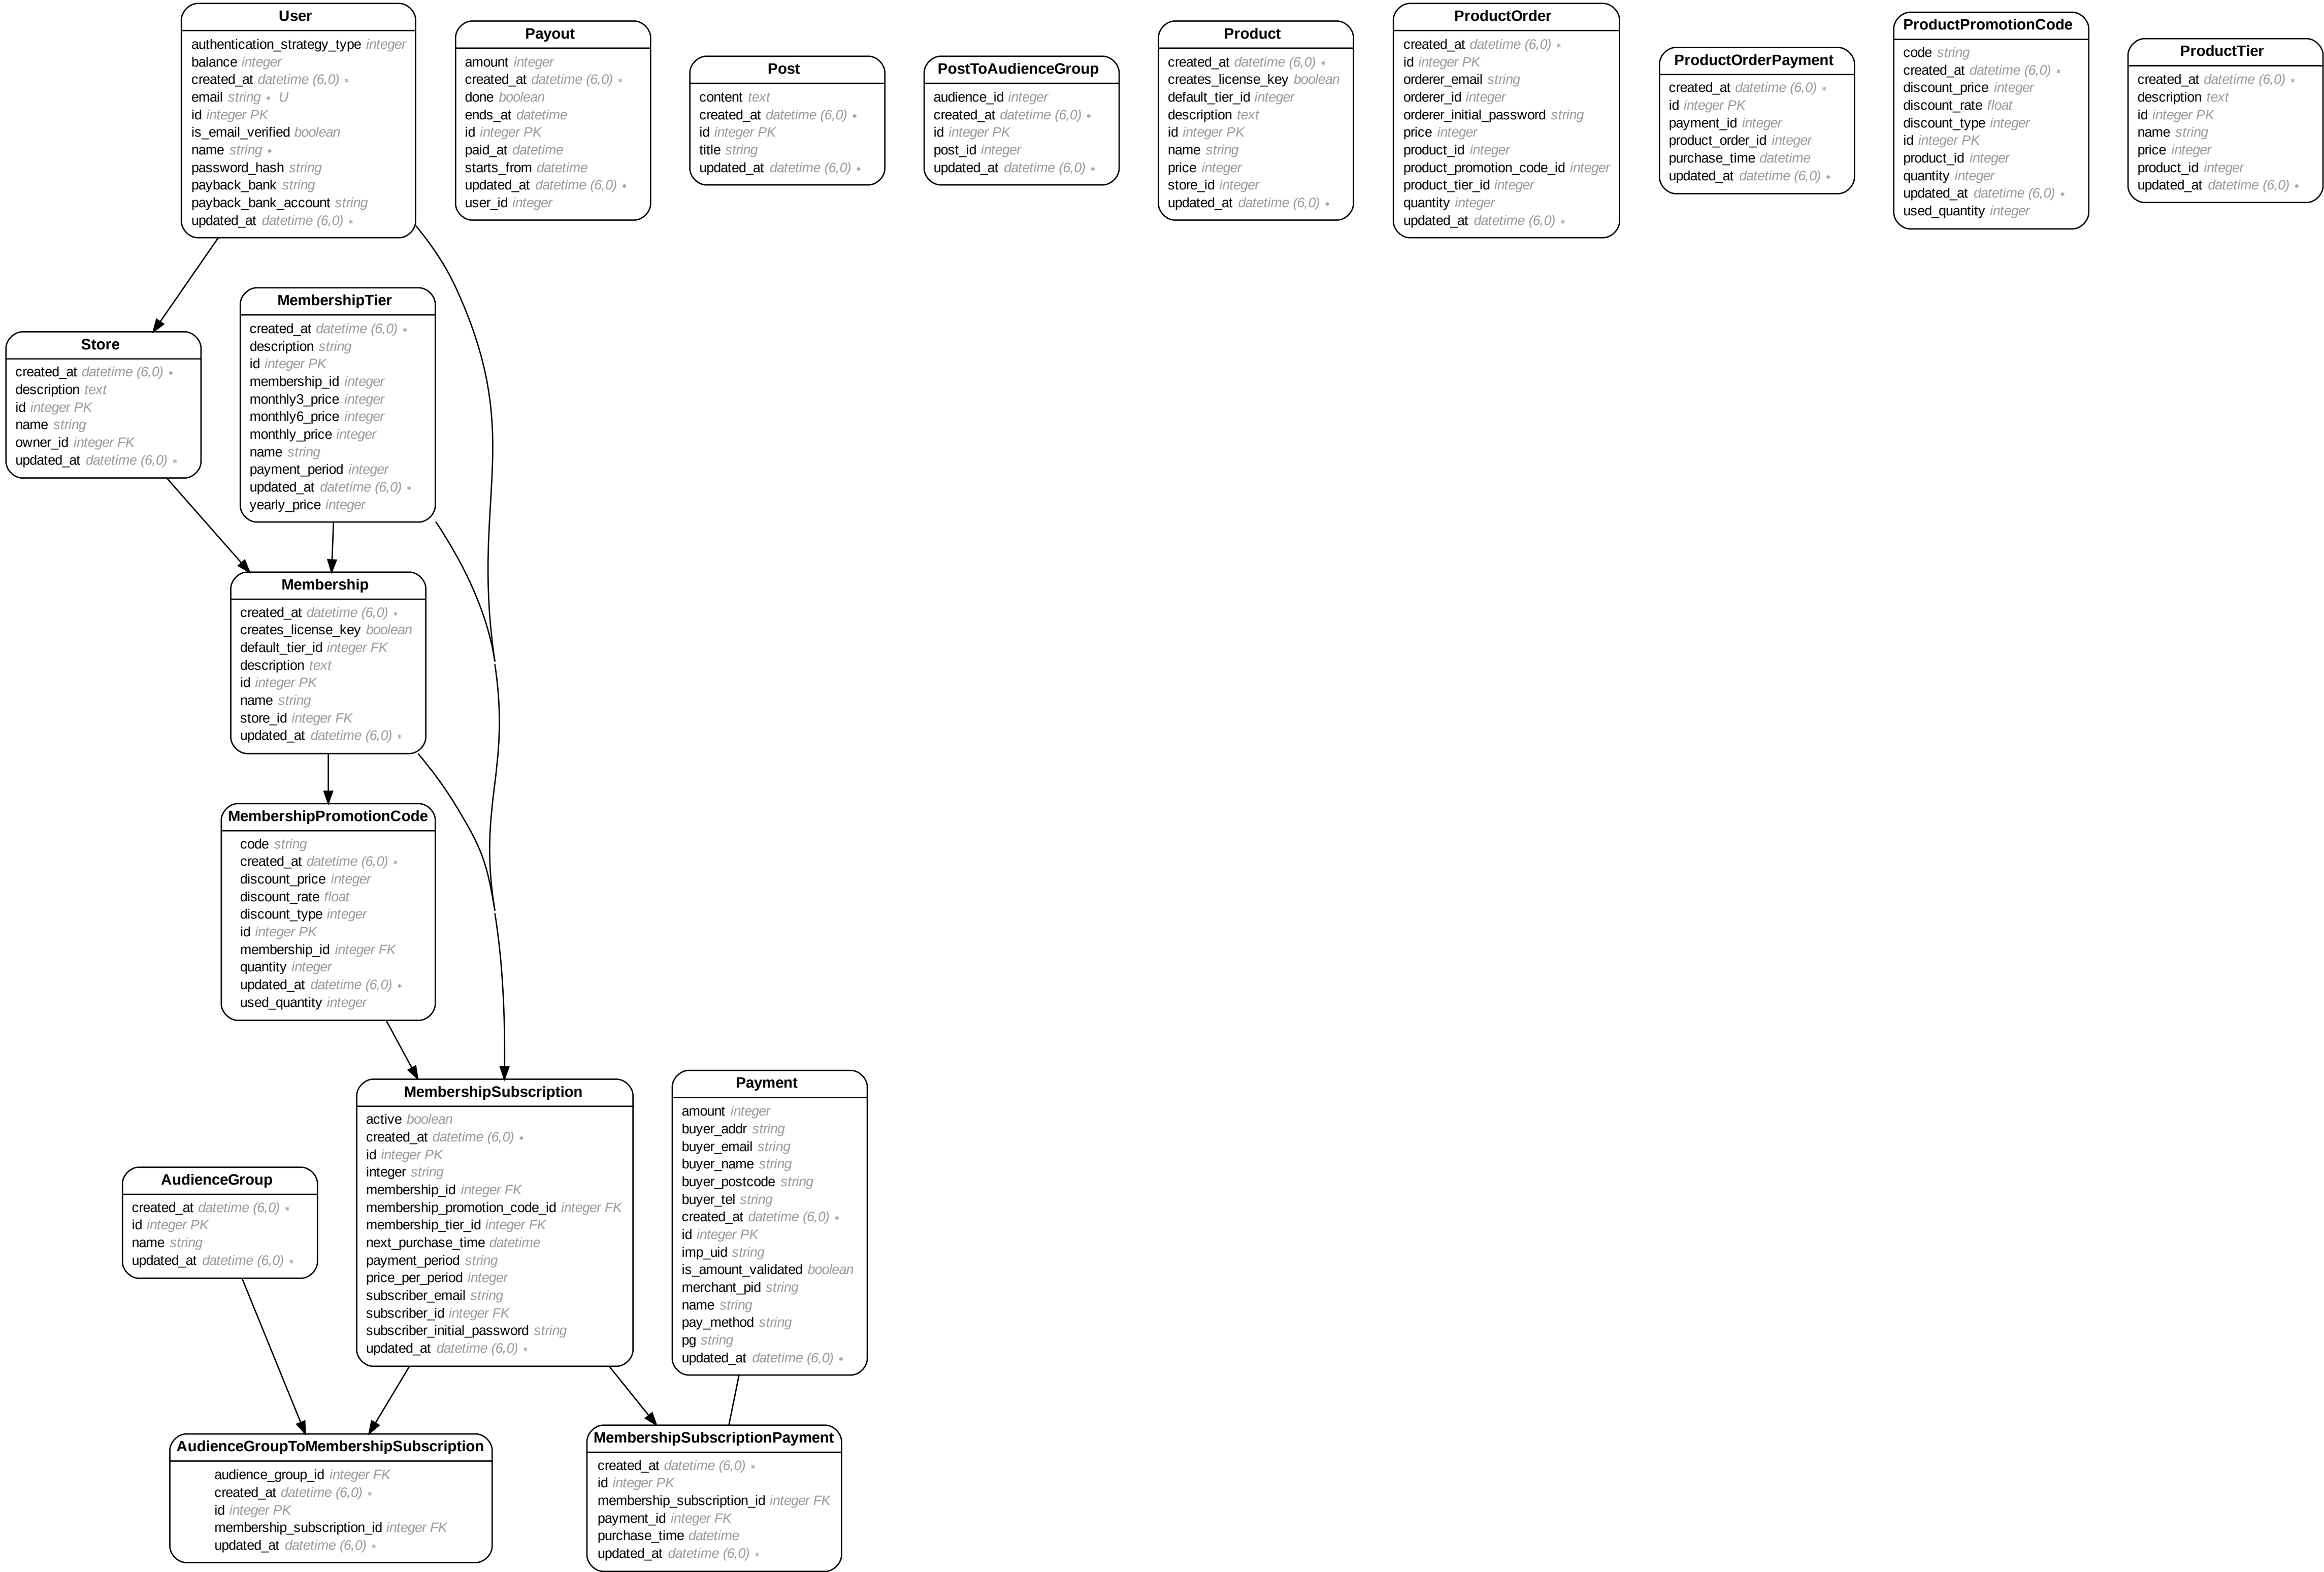 User
authentication_strategy_type integer
balance integer
created_at datetime (6,0) •
email string • U
id integer PK
is_email_verified boolean
name string •
password_hash string
payback_bank string
payback_bank_account string
updated_at datetime (6,0) •
Payout
amount integer
created_at datetime (6,0) •
done boolean
ends_at datetime
id integer PK
paid_at datetime
starts_from datetime
updated_at datetime (6,0) •
user_id integer
Post
content text
created_at datetime (6,0) •
id integer PK
title string
updated_at datetime (6,0) •
PostToAudienceGroup
audience_id integer
created_at datetime (6,0) •
id integer PK
post_id integer
updated_at datetime (6,0) •
Product
created_at datetime (6,0) •
creates_license_key boolean
default_tier_id integer
description text
id integer PK
name string
price integer
store_id integer
updated_at datetime (6,0) •
ProductOrder
created_at datetime (6,0) •
id integer PK
orderer_email string
orderer_id integer
orderer_initial_password string
price integer
product_id integer
product_promotion_code_id integer
product_tier_id integer
quantity integer
updated_at datetime (6,0) •
ProductOrderPayment
created_at datetime (6,0) •
id integer PK
payment_id integer
product_order_id integer
purchase_time datetime
updated_at datetime (6,0) •
ProductPromotionCode
code string
created_at datetime (6,0) •
discount_price integer
discount_rate float
discount_type integer
id integer PK
product_id integer
quantity integer
updated_at datetime (6,0) •
used_quantity integer
ProductTier
created_at datetime (6,0) •
description text
id integer PK
name string
price integer
product_id integer
updated_at datetime (6,0) •
Store
created_at datetime (6,0) •
description text
id integer PK
name string
owner_id integer FK
updated_at datetime (6,0) •
MembershipTier
created_at datetime (6,0) •
description string
id integer PK
membership_id integer
monthly3_price integer
monthly6_price integer
monthly_price integer
name string
payment_period integer
updated_at datetime (6,0) •
yearly_price integer
Membership
created_at datetime (6,0) •
creates_license_key boolean
default_tier_id integer FK
description text
id integer PK
name string
store_id integer FK
updated_at datetime (6,0) •
MembershipPromotionCode
code string
created_at datetime (6,0) •
discount_price integer
discount_rate float
discount_type integer
id integer PK
membership_id integer FK
quantity integer
updated_at datetime (6,0) •
used_quantity integer
MembershipSubscription
active boolean
created_at datetime (6,0) •
id integer PK
integer string
membership_id integer FK
membership_promotion_code_id integer FK
membership_tier_id integer FK
next_purchase_time datetime
payment_period string
price_per_period integer
subscriber_email string
subscriber_id integer FK
subscriber_initial_password string
updated_at datetime (6,0) •
Payment
amount integer
buyer_addr string
buyer_email string
buyer_name string
buyer_postcode string
buyer_tel string
created_at datetime (6,0) •
id integer PK
imp_uid string
is_amount_validated boolean
merchant_pid string
name string
pay_method string
pg string
updated_at datetime (6,0) •
AudienceGroup
created_at datetime (6,0) •
id integer PK
name string
updated_at datetime (6,0) •
AudienceGroupToMembershipSubscription
audience_group_id integer FK
created_at datetime (6,0) •
id integer PK
membership_subscription_id integer FK
updated_at datetime (6,0) •
MembershipSubscriptionPayment
created_at datetime (6,0) •
id integer PK
membership_subscription_id integer FK
payment_id integer FK
purchase_time datetime
updated_at datetime (6,0) •